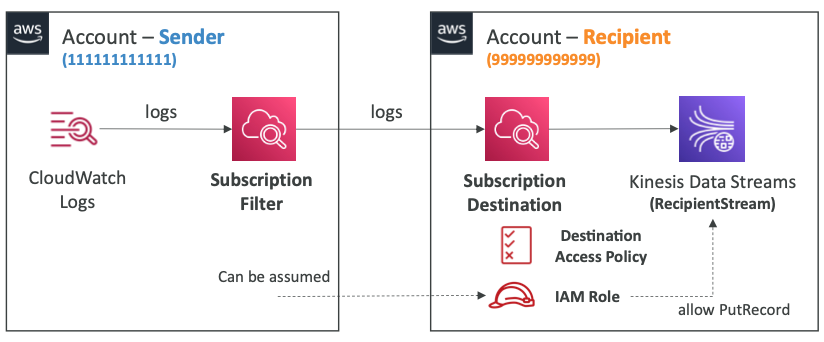 aws
Account – Sender
(111111111111)
aws
Account – Recipient
(999999999999)
logs
logs
CloudWatch
Logs
Subscription
Filter
Subscription
Destination
Kinesis Data Streams
(RecipientStream)
Destination
Access Policy
Can be assumed
IAM Role
allow PutRecord